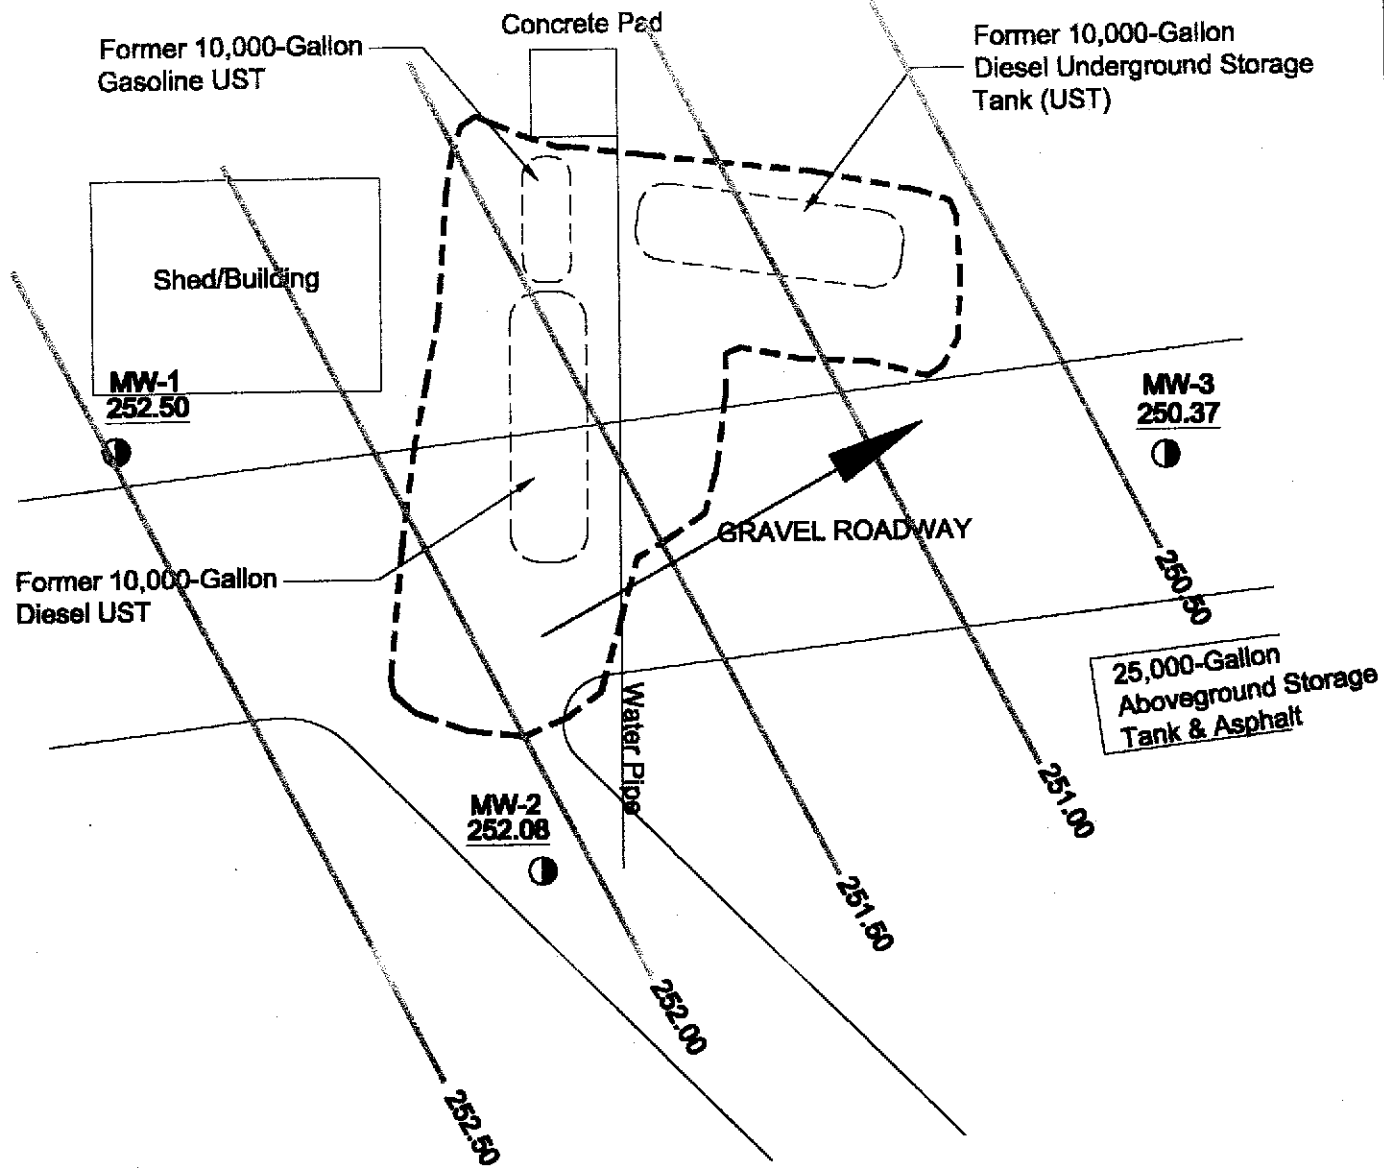 Concrete Pad
Former 10,000-Gallon
Gasoline UST
Former 10,000-Gallon
Diesel Underground Storage
Tank (UST)
Shed/Building
MW-1
252.50
MW-3
250.37
GRAVEL ROADWAY
Former 10,000-Gallon
Diesel UST
250.50
25,000-Gallon
Aboveground Storage
Tank & Asphalt
Water Pipe
MW-2
252.08
251.00
251.50
252.00
252.50